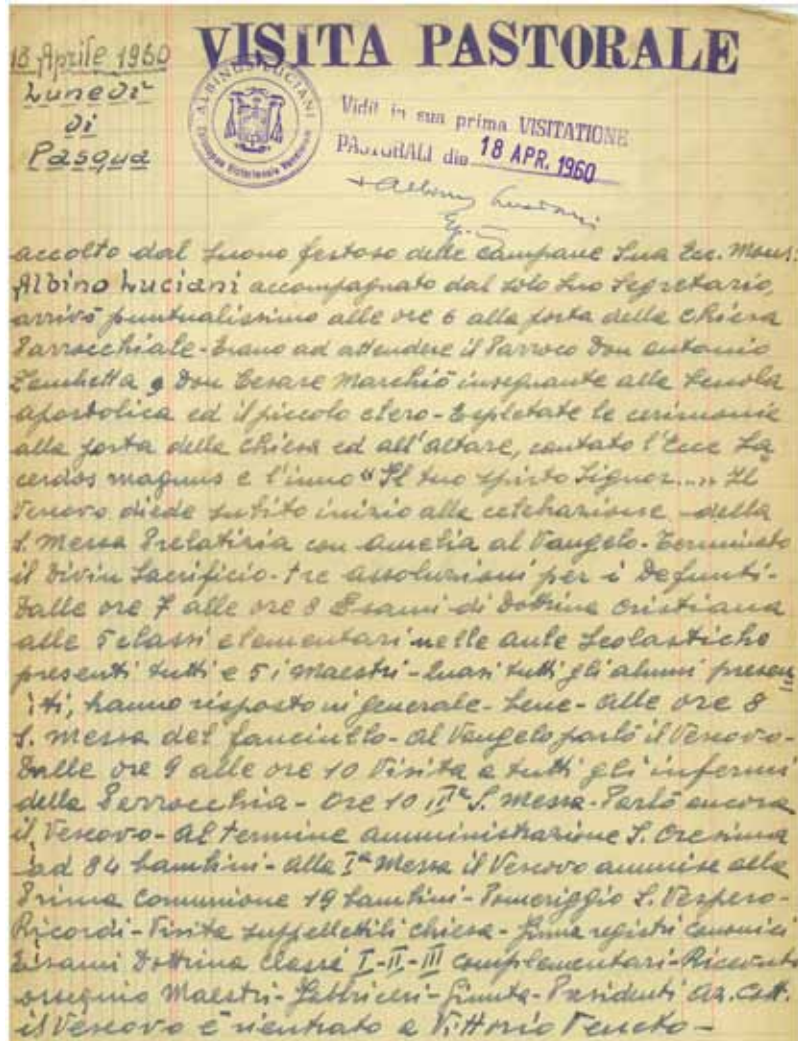 VISITA PASTORALE
18 Aprile 1960
Lunedì
di
Pasqua
ALBINUS LUCIANI
Vidit in sua prima VISITATIONE
PASTORALI die 18 APR. 1960
+ Albino Luciani
Ep.
accolto dal suono festoso delle campane Sua Ecc. Mons.
Albino Luciani accompagnato dal solo Suo Segretario,
arrivò puntualissimo alle ore 6 alla porta della Chiesa
Parrocchiale - Erano ad attendere il Parroco Don Antonio
Zanchetta e Don Cesare Marchiò insegnante alla Scuola
apostolica ed il piccolo clero - Espletate le cerimonie
alla porta della Chiesa ed all'altare, cantato l'Ecce Sa
cerdos magnus e l'inno "Il tuo spirto Signor...." Il
Vescovo diede subito inizio alla celebrazione della
S. Messa Prelatizia con omelia al Vangelo - Terminato
il Divin Sacrificio - tre assoluzioni per i Defunti -
Dalle ore 7 alle ore 8 Esami di Dottrina Cristiana
alle 5 classi elementari nelle aule scolastiche
presenti tutti e 5 i Maestri - Quasi tutti gli alunni presen
ti, hanno risposto in generale - bene - alle ore 8
S. Messa del fanciullo - al Vangelo parlò il Vescovo -
Dalle ore 9 alle ore 10 Visita a tutti gli infermi
della Parrocchia - Ore 10 IIª S. Messa - Parlò ancora
il Vescovo - al termine amministrazione S. Cresima
ad 84 bambini - alla Iª Messa il Vescovo ammise alla
Prima Comunione 19 bambini - Pomeriggio S. Vespero -
Ricordi - Visita suppellettili chiesa - firma registri canonici
Esami Dottrina classe I-II-III complementari - Ricevuto
ossequio Maestri - Fabbriceri - Giunta - Presidenti Az. Catt.
il Vescovo è rientrato a Vittorio Veneto -